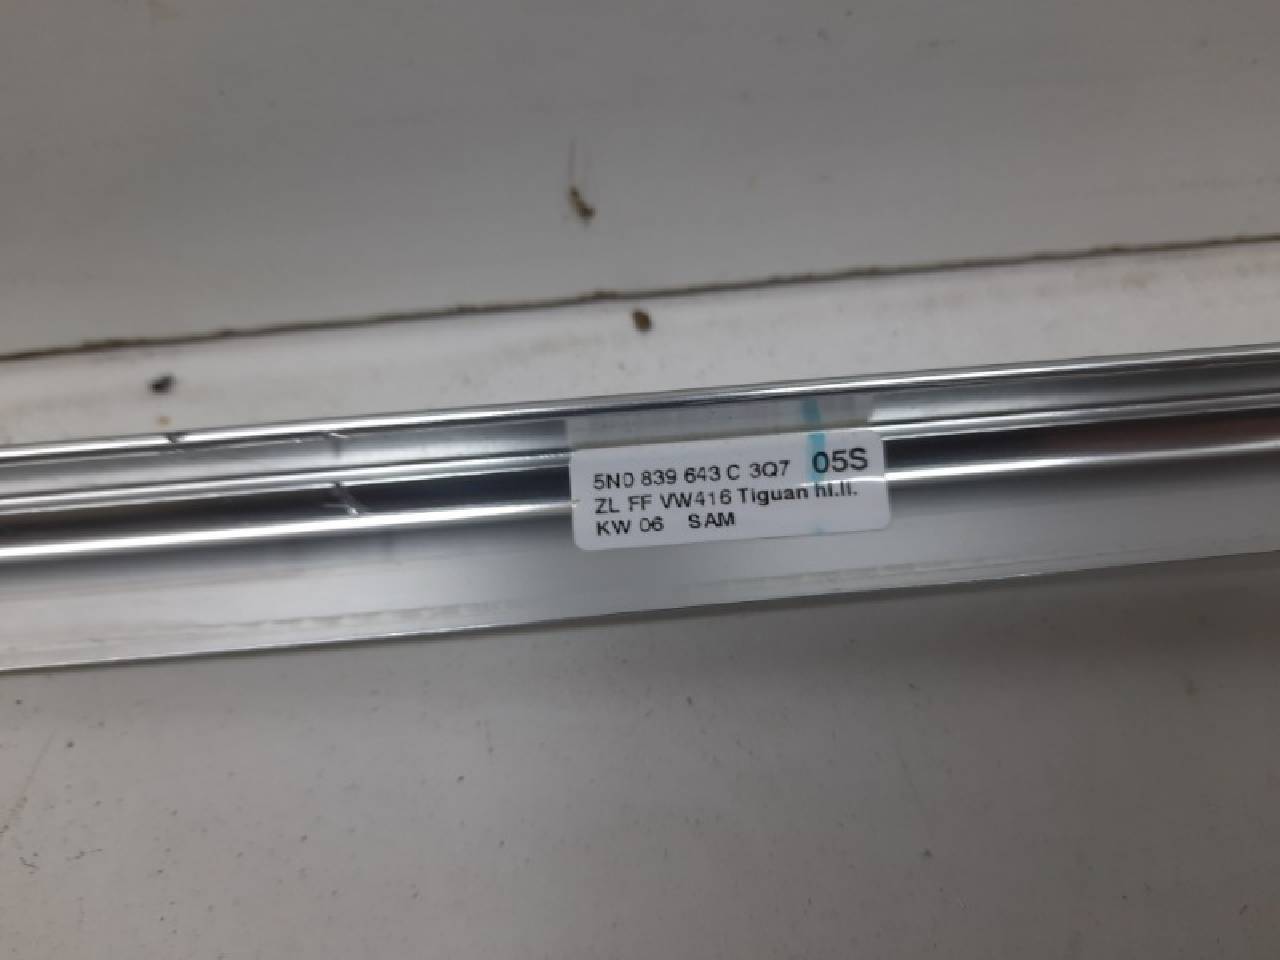 5N0 839 643 C 3Q7 05S
ZL FF VW416 Tiguan hi.li.
KW 06 SAM